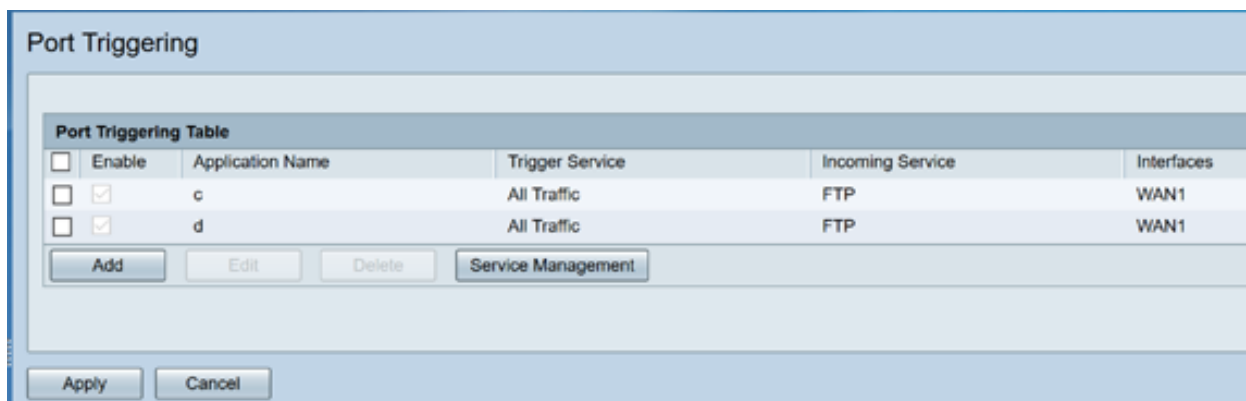 Port Triggering
Port Triggering Table
Enable Application Name Trigger Service Incoming Service Interfaces
c All Traffic FTP WAN1
d All Traffic FTP WAN1
Add Edit Delete Service Management
Apply Cancel